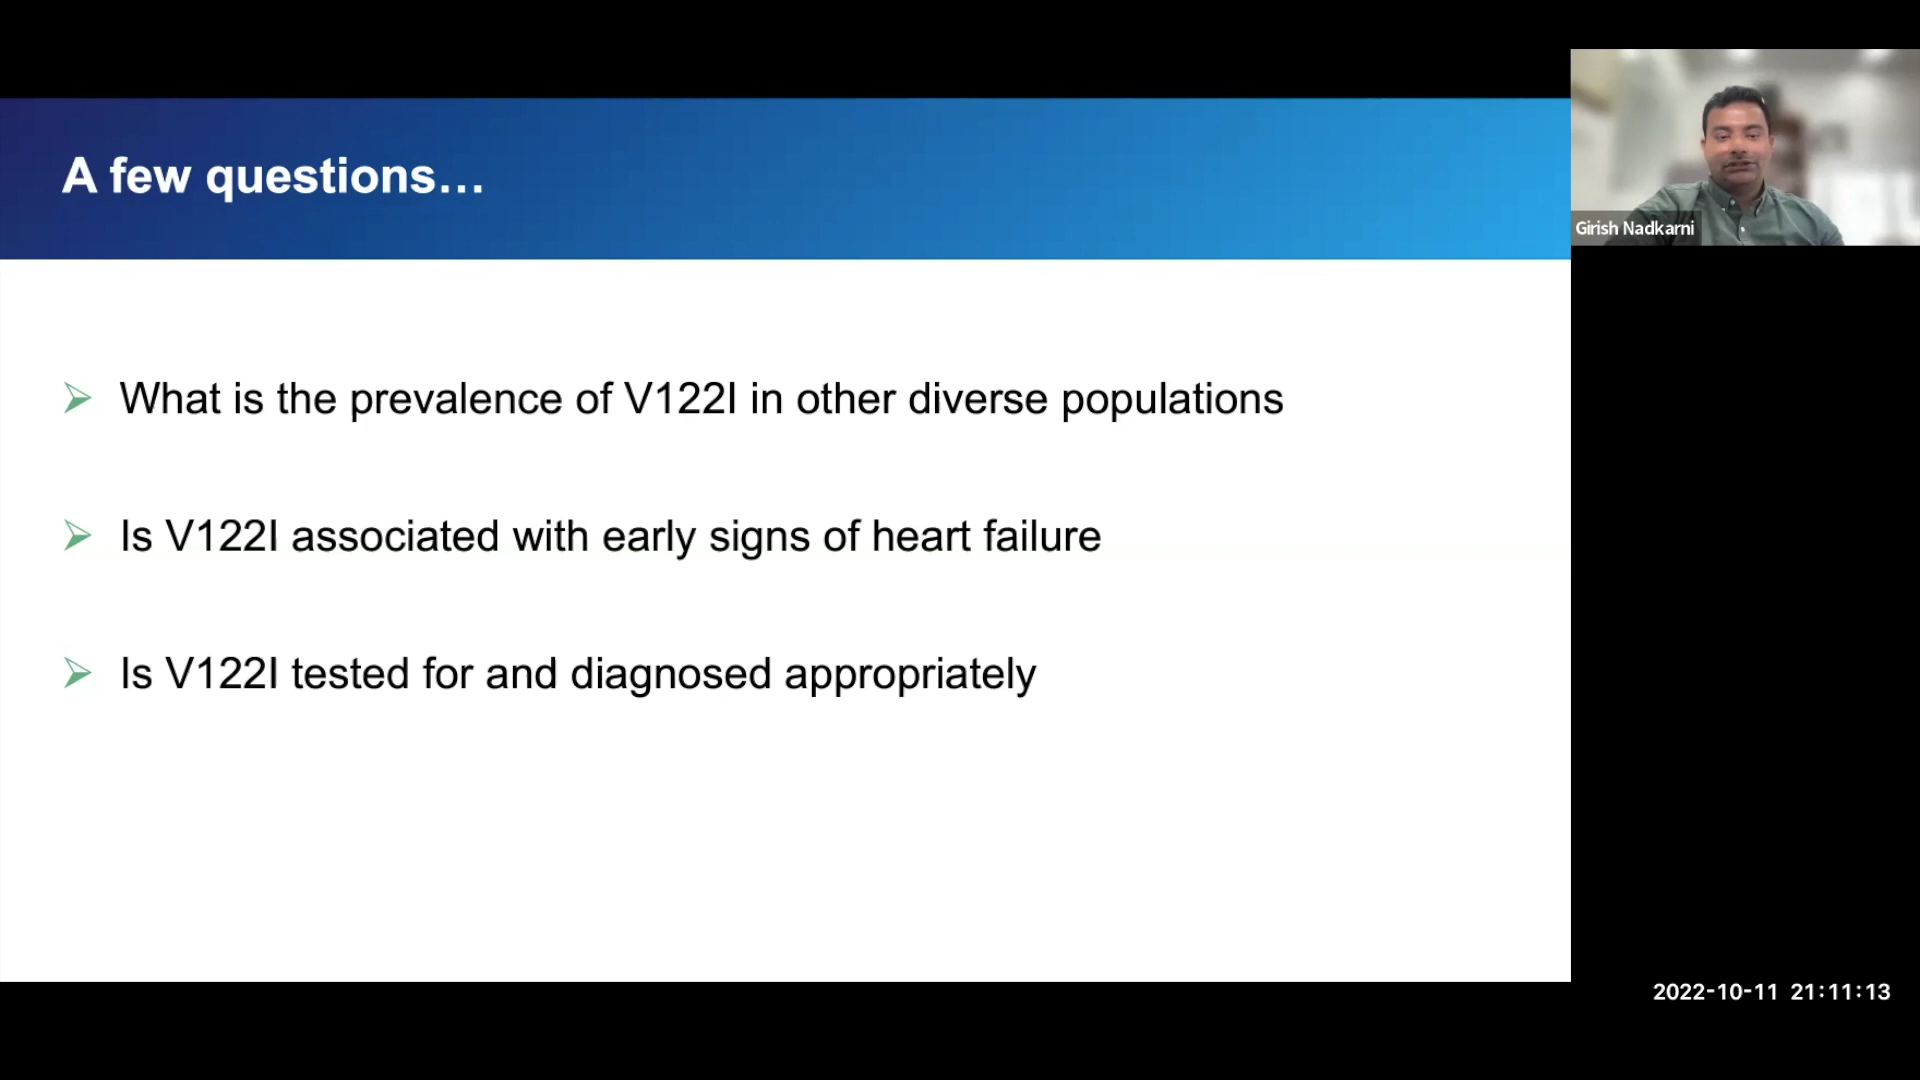 A few questions…
Girish Nadkarni
What is the prevalence of V122I in other diverse populations
Is V122I associated with early signs of heart failure
Is V122I tested for and diagnosed appropriately
2022-10-11 21:11:13